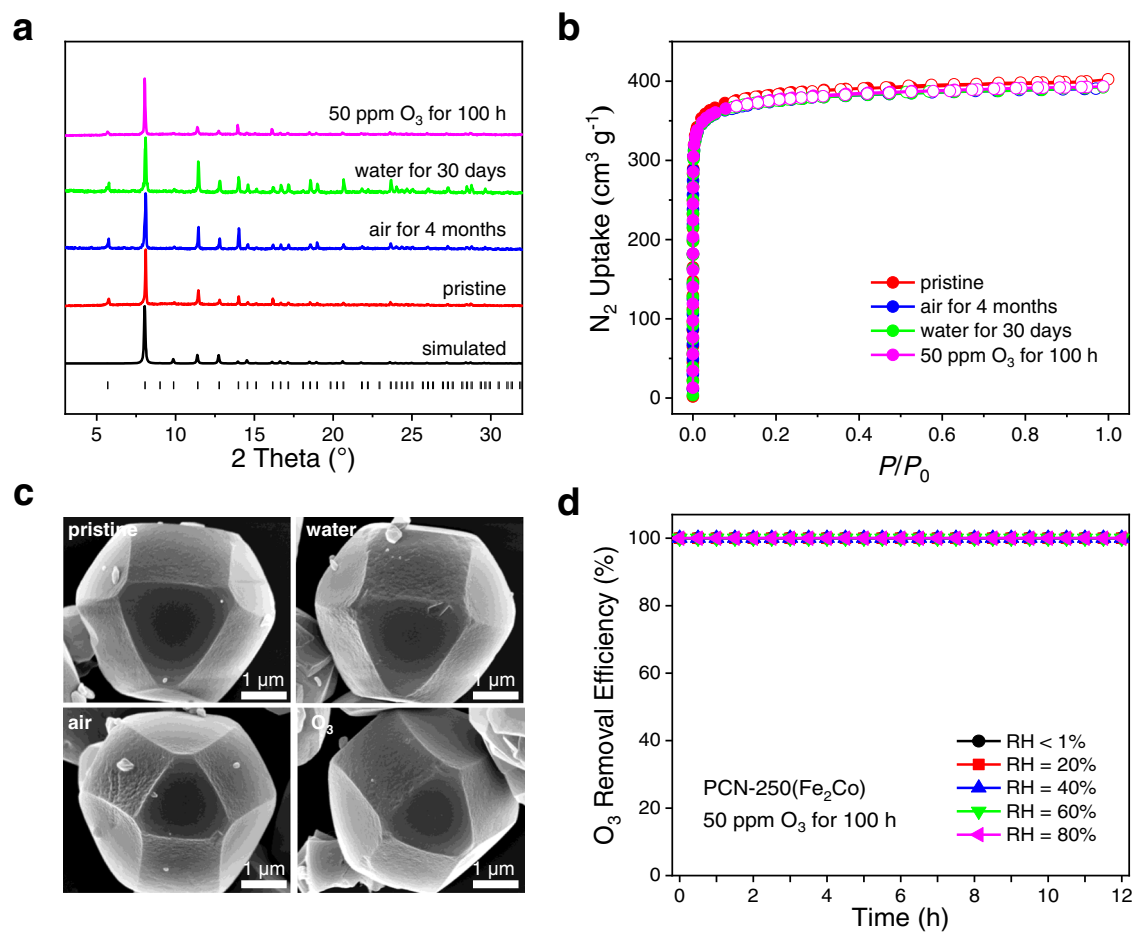 a
50 ppm O₃ for 100 h
water for 30 days
air for 4 months
pristine
simulated
5 10 15 20 25 30
2 Theta (°)
b
N₂ Uptake (cm³ g⁻¹)
400
300
200
100
0
pristine
air for 4 months
water for 30 days
50 ppm O₃ for 100 h
0.0 0.2 0.4 0.6 0.8 1.0
P/P₀
c
pristine
1 µm
water
1 µm
air
1 µm
O₃
1 µm
d
O₃ Removal Efficiency (%)
100
80
60
40
20
0
RH < 1%
RH = 20%
RH = 40%
RH = 60%
RH = 80%
PCN-250(Fe₂Co)
50 ppm O₃ for 100 h
0 2 4 6 8 10 12
Time (h)